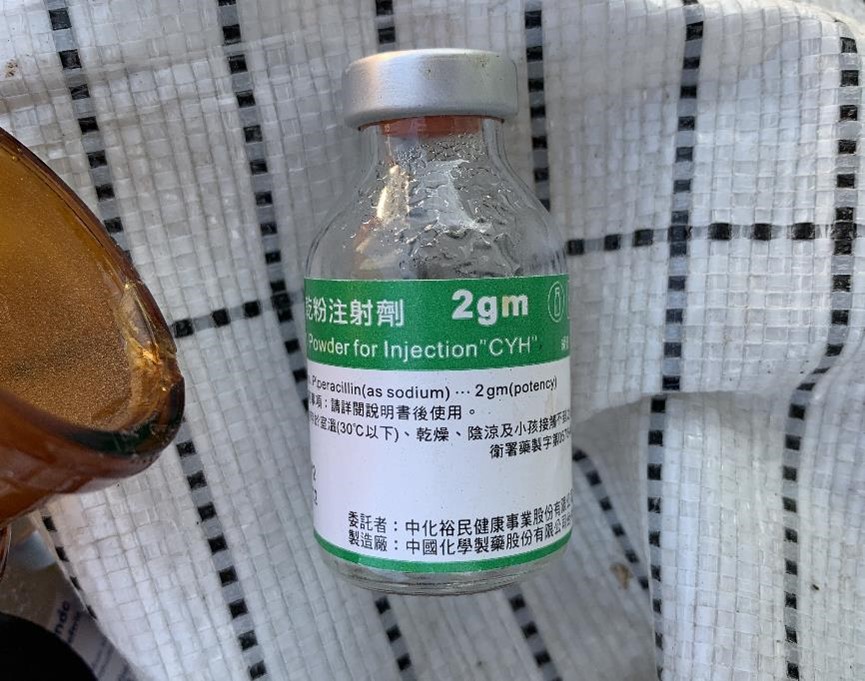 乾粉注射劑 2gm
Powder for Injection"CYH"
Piperacillin(as sodium) ··· 2gm(potency)
事項：請詳閱說明書後使用。
室溫(30℃以下)、乾燥、陰涼及小孩接觸不到
衛署藥製字第
委託者：中化裕民健康事業股份有限公
製造廠：中國化學製藥股份有限公司